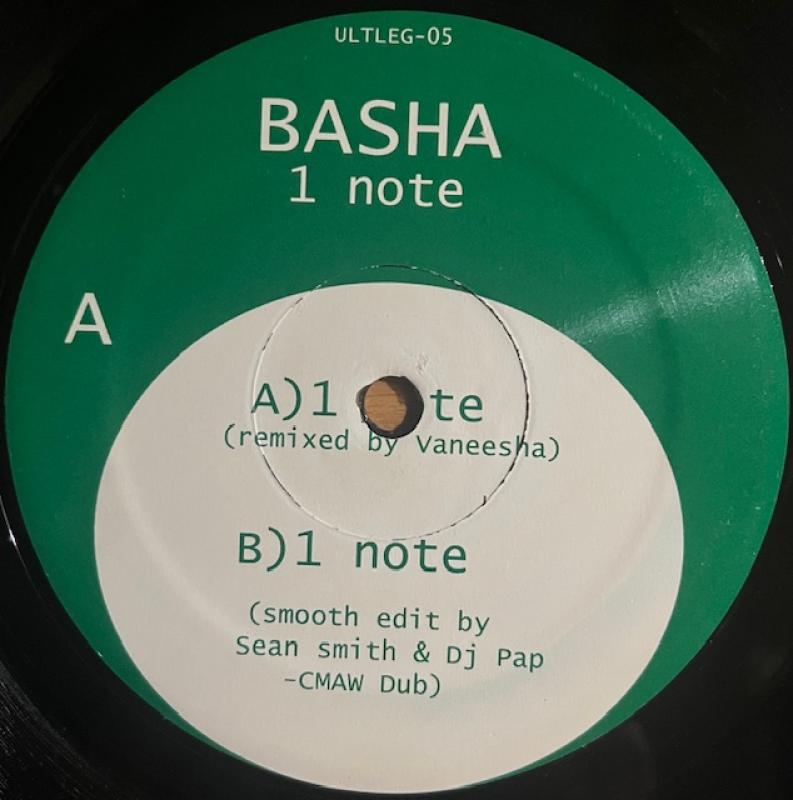 ULTLEG-05
BASHA
1 note
A
A)1 te
(remixed by Vaneesha)
B)1 note
(smooth edit by
Sean smith & Dj Pap
-CMAW Dub)